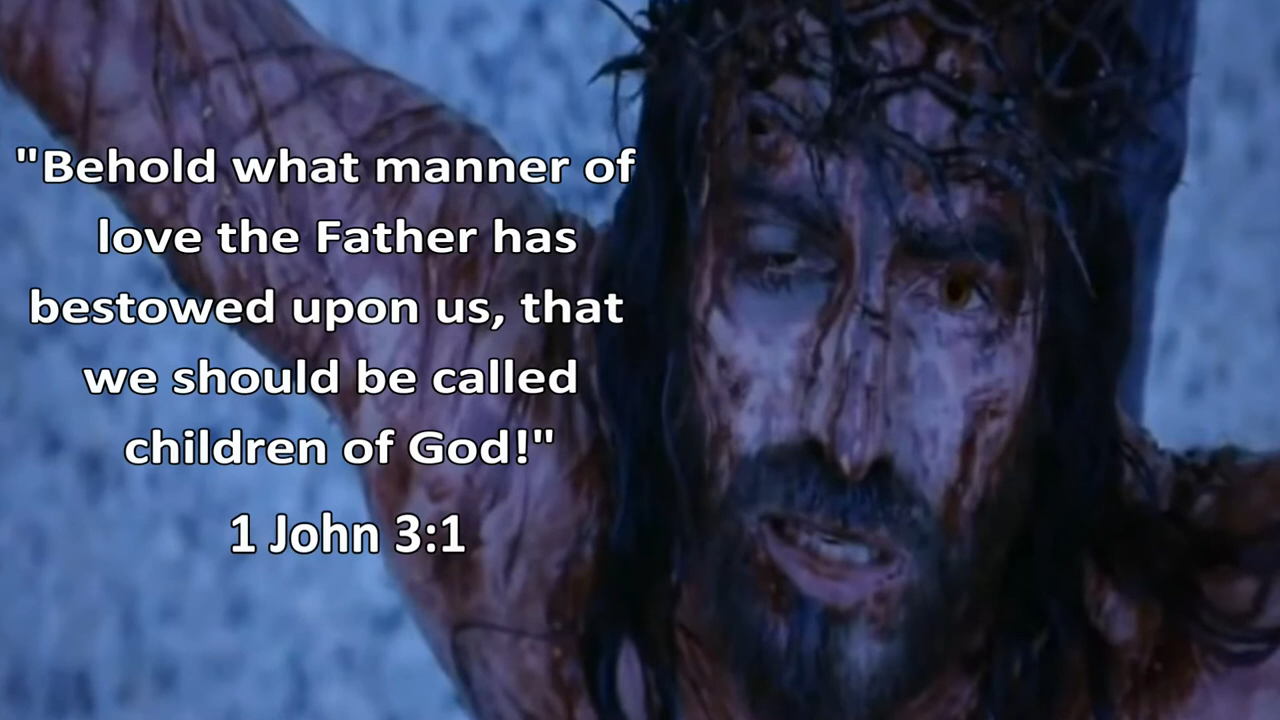 "Behold what manner of
love the Father has
bestowed upon us, that
we should be called
children of God!"
1 John 3:1